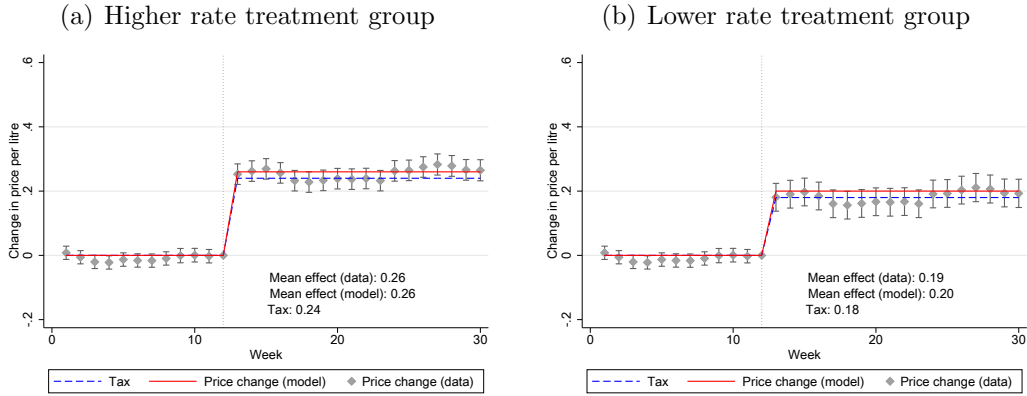 (a) Higher rate treatment group
Change in price per litre
.6
.4
.2
0
-.2
0
10
20
30
Week
Mean effect (data): 0.26
Mean effect (model): 0.26
Tax: 0.24
Tax
Price change (model)
Price change (data)
(b) Lower rate treatment group
Change in price per litre
.6
.4
.2
0
-.2
0
10
20
30
Week
Mean effect (data): 0.19
Mean effect (model): 0.20
Tax: 0.18
Tax
Price change (model)
Price change (data)